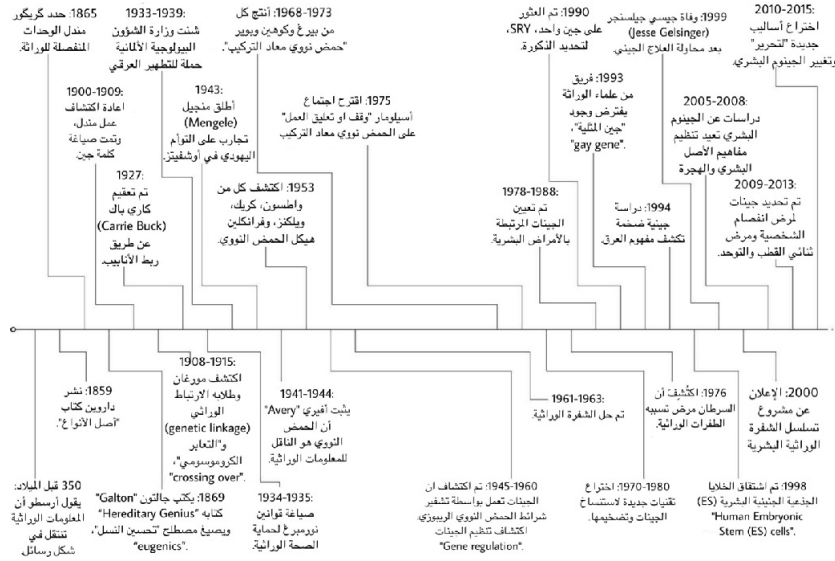 1865: حدد كريكور
مندل الوحدات
المنفصلة للوراثة.
1900-1909:
اعادة اكتشاف
عمل مندل،
وتمت صياغة
كلمة جين.
1927:
تم تعقيم
كاري باك
(Carrie Buck)
عن طريق
ربط الأنابيب.
1933-1939:
شنت وزارة الشؤون
البيولوجية الألمانية
حملة للتطهير العرقي
1943:
أطلق منجيل
(Mengele)
تجارب على التوأم
اليهودي في أوشفيتز.
1968-1973: أنتج كل
من بيرغ وكوهين وبوير
"حمض نووي معاد التركيب".
1953: اكتشف كل من
واطسون، كريك،
ويلكنز، وفرانكلين
هيكل الحمض النووي.
1975: اقترح اجتماع
أسيلومار "وقف او تعليق العمل"
على الحمض نووي معاد التركيب
1978-1988:
تم تعيين
الجينات المرتبطة
بالأمراض البشرية.
1990: تم العثور
على جين واحد، SRY،
لتحديد الذكورة.
1993: فريق
من علماء الوراثة
يفترض وجود
"جين المثلية"،
"gay gene".
1994: دراسة
جينية ضخمة
تكشف مفهوم العرق.
1999: وفاة جيسي جيلسنجر
(Jesse Gelsinger)
بعد محاولة العلاج الجيني.
2005-2008:
دراسات عن الجينوم
البشري تعيد تنظيم
مفاهيم الأصل
البشري والهجرة
2009-2013:
تم تحديد جينات
لمرض انفصام
الشخصية ومرض
ثنائي القطب والتوحد.
2010-2015:
اختراع أساليب
جديدة "لتحرير"
وتغيير الجينوم البشري.
350 قبل الميلاد:
يقول أرسطو أن
المعلومات الوراثية
تنتقل في
شكل رسائل.
1859: نشر
داروين كتاب
"أصل الأنواع".
1869: يكتب جالتون "Galton"
كتابه "Hereditary Genius"
ويصيغ مصطلح "تحسين النسل"،
"eugenics".
1908-1915:
اكتشف مورغان
وطلابه الارتباط
الوراثي
(genetic linkage)
و"التعابر
الكروموسومي"،
"crossing over".
1934-1935:
صياغة قوانين
نورمبرغ لحماية
الصحة الوراثية.
1941-1944:
يثبت أفيري "Avery"
أن الحمض
النووي هو الناقل
للمعلومات الوراثية.
1945-1960: تم اكتشاف ان
الجينات تعمل بواسطة تشفير
شرائط الحمض النووي الريبوزي.
اكتشاف تنظيم الجينات
"Gene regulation".
1961-1963:
تم حل الشفرة الوراثية.
1970-1980: اختراع
تقنيات جديدة لاستنساخ
الجينات وتضخيمها.
1976: اكتُشِف أن
السرطان مرض تسببه
الطفرات الوراثية.
1998: تم اشتقاق الخلايا
الجذعية الجنينية البشرية (ES)
"Human Embryonic
Stem (ES) cells".
2000: الإعلان
عن مشروع
تسلسل الشفرة
الوراثية البشرية